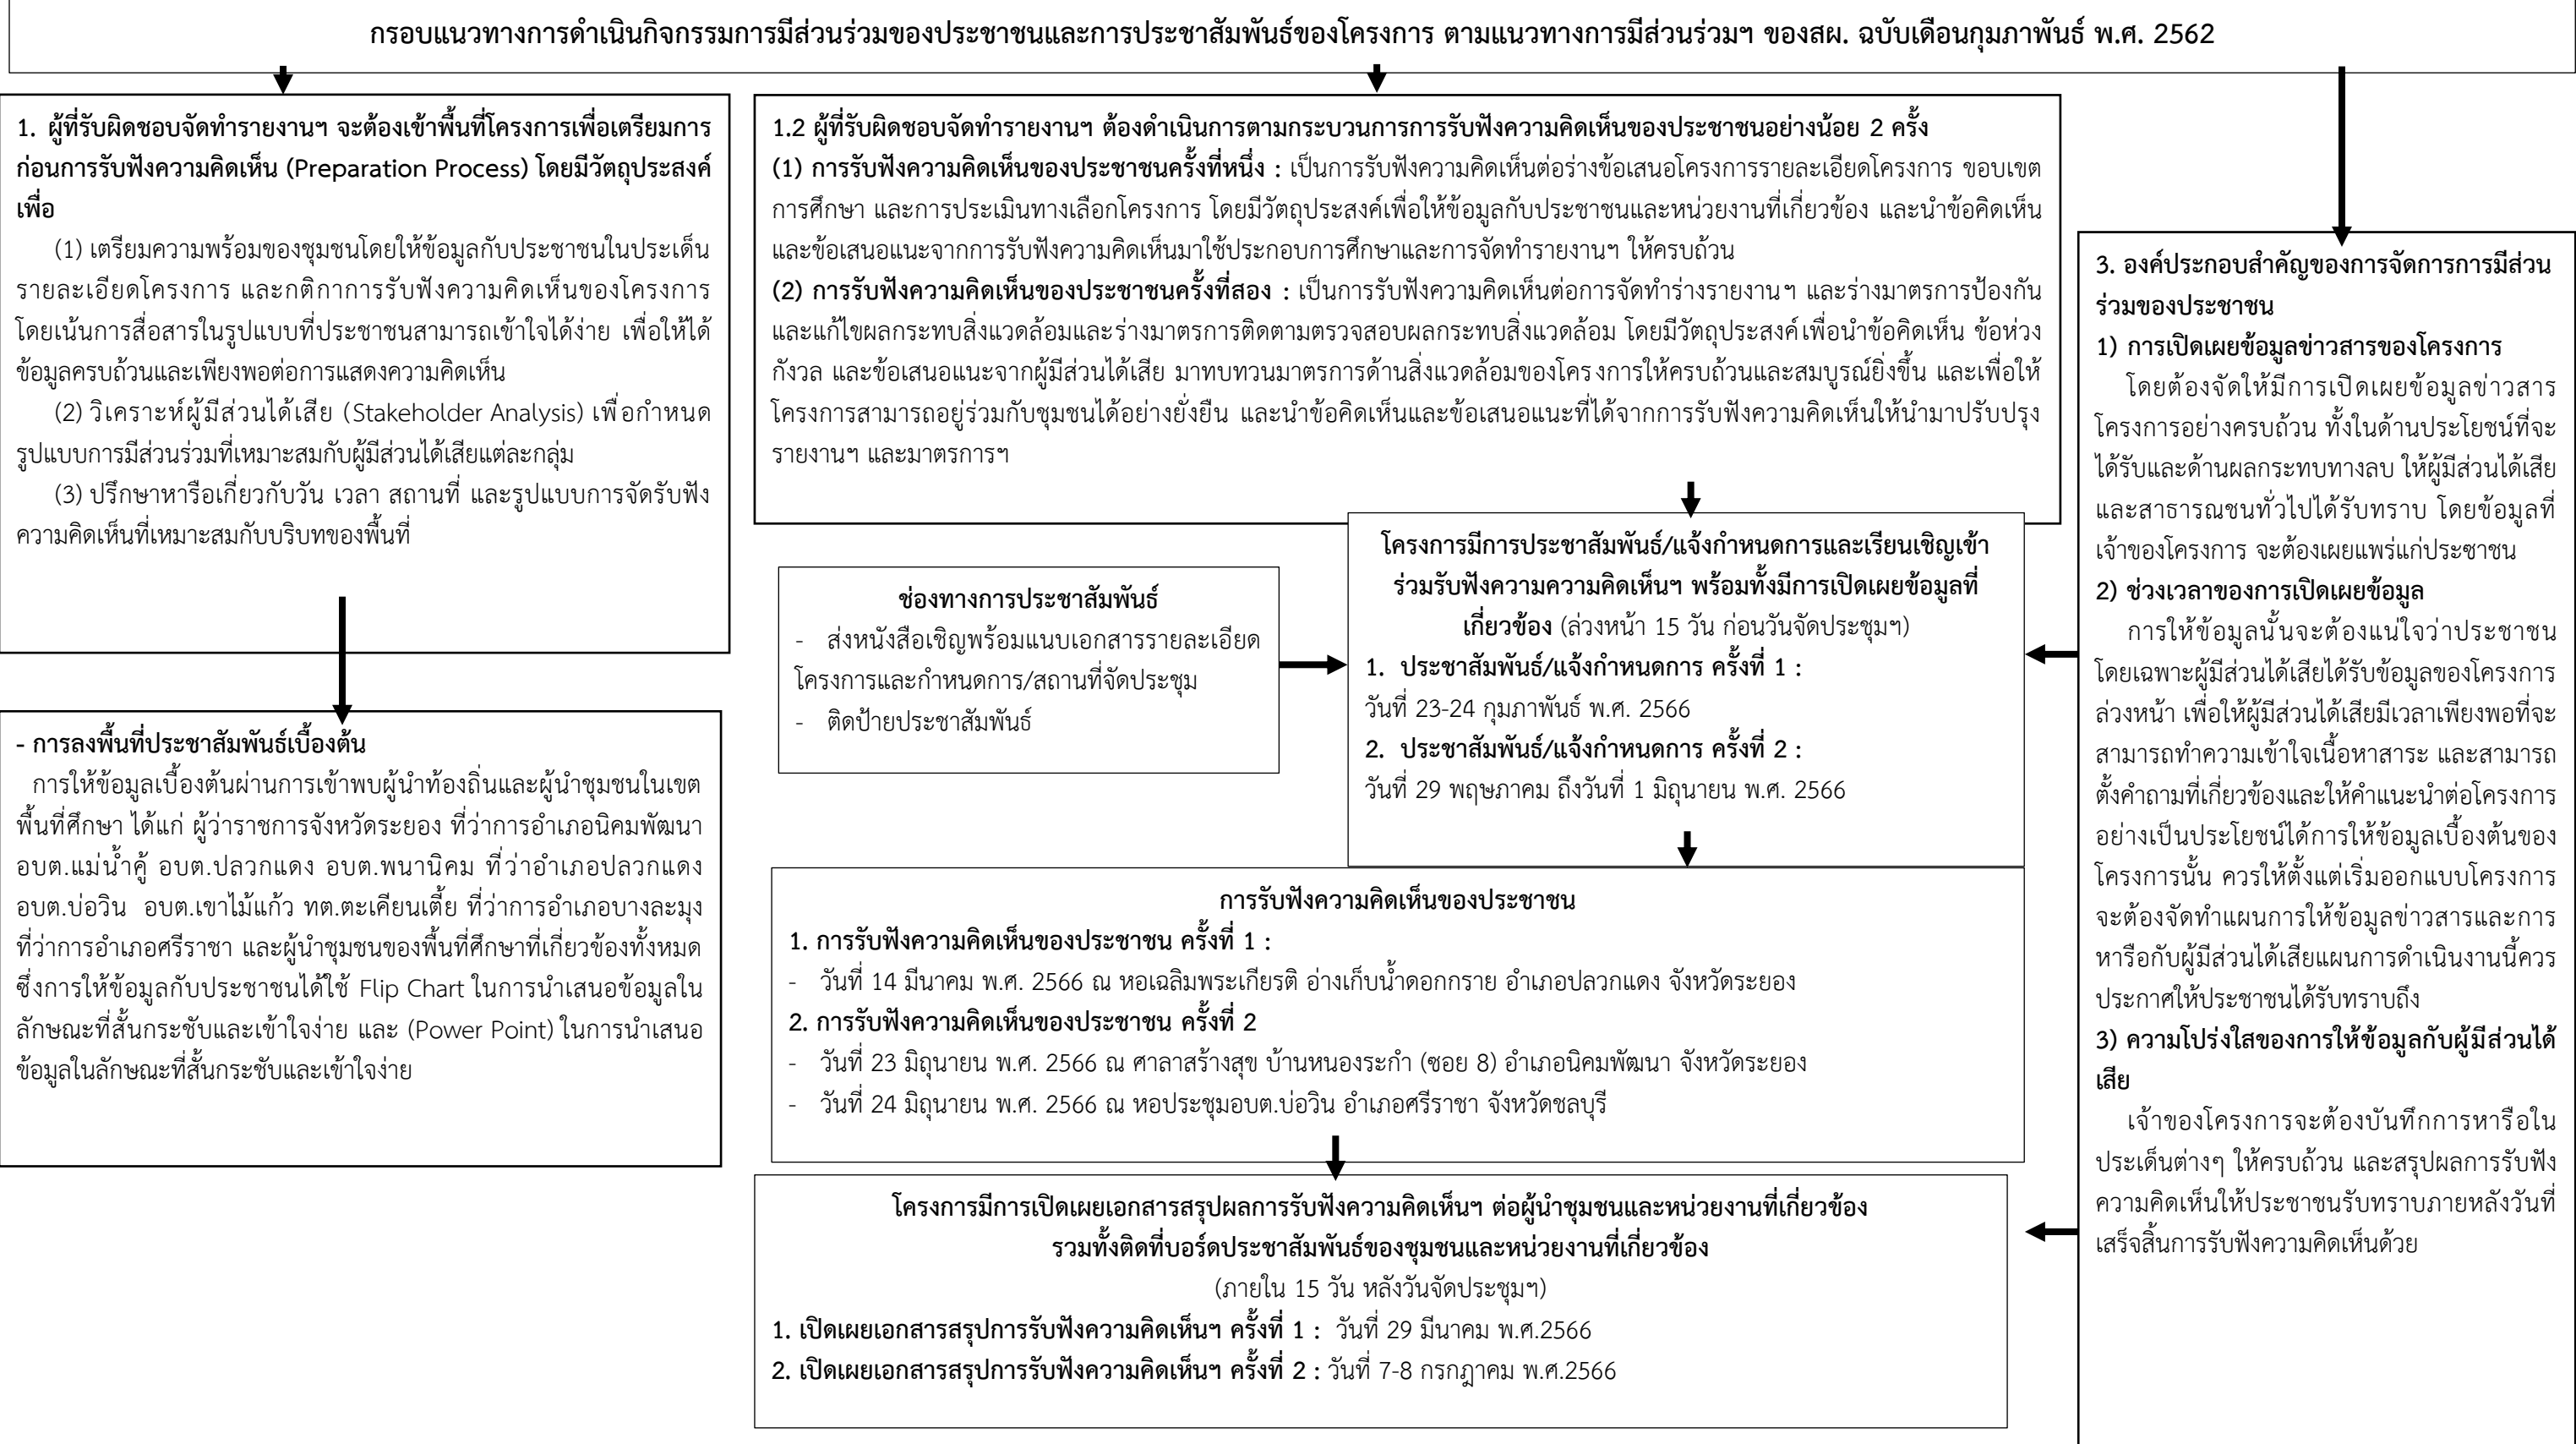 กรอบแนวทางการดำเนินกิจกรรมการมีส่วนร่วมของประชาชนและการประชาสัมพันธ์ของโครงการ ตามแนวทางการมีส่วนร่วมฯ ของสผ. ฉบับเดือนกุมภาพันธ์ พ.ศ. 2562
1. ผู้ที่รับผิดชอบจัดทำรายงานฯ จะต้องเข้าพื้นที่โครงการเพื่อเตรียมการ
ก่อนการรับฟังความคิดเห็น (Preparation Process) โดยมีวัตถุประสงค์
เพื่อ
(1) เตรียมความพร้อมของชุมชนโดยให้ข้อมูลกับประชาชนในประเด็น
รายละเอียดโครงการ และกติกาการรับฟังความคิดเห็นของโครงการ
โดยเน้นการสื่อสารในรูปแบบที่ประชาชนสามารถเข้าใจได้ง่าย เพื่อให้ได้
ข้อมูลครบถ้วนและเพียงพอต่อการแสดงความคิดเห็น
(2) วิเคราะห์ผู้มีส่วนได้เสีย (Stakeholder Analysis) เพื่อกำหนด
รูปแบบการมีส่วนร่วมที่เหมาะสมกับผู้มีส่วนได้เสียแต่ละกลุ่ม
(3) ปรึกษาหารือเกี่ยวกับวัน เวลา สถานที่ และรูปแบบการจัดรับฟัง
ความคิดเห็นที่เหมาะสมกับบริบทของพื้นที่
- การลงพื้นที่ประชาสัมพันธ์เบื้องต้น
การให้ข้อมูลเบื้องต้นผ่านการเข้าพบผู้นำท้องถิ่นและผู้นำชุมชนในเขต
พื้นที่ศึกษา ได้แก่ ผู้ว่าราชการจังหวัดระยอง ที่ว่าการอำเภอนิคมพัฒนา
อบต.แม่น้ำคู้ อบต.ปลวกแดง อบต.พนานิคม ที่ว่าอำเภอปลวกแดง
อบต.บ่อวิน อบต.เขาไม้แก้ว ทต.ตะเคียนเตี้ย ที่ว่าการอำเภอบางละมุง
ที่ว่าการอำเภอศรีราชา และผู้นำชุมชนของพื้นที่ศึกษาที่เกี่ยวข้องทั้งหมด
ซึ่งการให้ข้อมูลกับประชาชนได้ใช้ Flip Chart ในการนำเสนอข้อมูลใน
ลักษณะที่สั้นกระชับและเข้าใจง่าย และ (Power Point) ในการนำเสนอ
ข้อมูลในลักษณะที่สั้นกระชับและเข้าใจง่าย
1.2 ผู้ที่รับผิดชอบจัดทำรายงานฯ ต้องดำเนินการตามกระบวนการการรับฟังความคิดเห็นของประชาชนอย่างน้อย 2 ครั้ง
(1) การรับฟังความคิดเห็นของประชาชนครั้งที่หนึ่ง : เป็นการรับฟังความคิดเห็นต่อร่างข้อเสนอโครงการรายละเอียดโครงการ ขอบเขต
การศึกษา และการประเมินทางเลือกโครงการ โดยมีวัตถุประสงค์เพื่อให้ข้อมูลกับประชาชนและหน่วยงานที่เกี่ยวข้อง และนำข้อคิดเห็น
และข้อเสนอแนะจากการรับฟังความคิดเห็นมาใช้ประกอบการศึกษาและการจัดทำรายงานฯ ให้ครบถ้วน
(2) การรับฟังความคิดเห็นของประชาชนครั้งที่สอง : เป็นการรับฟังความคิดเห็นต่อการจัดทำร่างรายงานฯ และร่างมาตรการป้องกัน
และแก้ไขผลกระทบสิ่งแวดล้อมและร่างมาตรการติดตามตรวจสอบผลกระทบสิ่งแวดล้อม โดยมีวัตถุประสงค์เพื่อนำข้อคิดเห็น ข้อห่วง
กังวล และข้อเสนอแนะจากผู้มีส่วนได้เสีย มาทบทวนมาตรการด้านสิ่งแวดล้อมของโครงการให้ครบถ้วนและสมบูรณ์ยิ่งขึ้น และเพื่อให้
โครงการสามารถอยู่ร่วมกับชุมชนได้อย่างยั่งยืน และนำข้อคิดเห็นและข้อเสนอแนะที่ได้จากการรับฟังความคิดเห็นให้นำมาปรับปรุง
รายงานฯ และมาตรการฯ
ช่องทางการประชาสัมพันธ์
- ส่งหนังสือเชิญพร้อมแนบเอกสารรายละเอียด
โครงการและกำหนดการ/สถานที่จัดประชุม
- ติดป้ายประชาสัมพันธ์
โครงการมีการประชาสัมพันธ์/แจ้งกำหนดการและเรียนเชิญเข้า
ร่วมรับฟังความความคิดเห็นฯ พร้อมทั้งมีการเปิดเผยข้อมูลที่
เกี่ยวข้อง (ล่วงหน้า 15 วัน ก่อนวันจัดประชุมฯ)
1. ประชาสัมพันธ์/แจ้งกำหนดการ ครั้งที่ 1 :
วันที่ 23-24 กุมภาพันธ์ พ.ศ. 2566
2. ประชาสัมพันธ์/แจ้งกำหนดการ ครั้งที่ 2 :
วันที่ 29 พฤษภาคม ถึงวันที่ 1 มิถุนายน พ.ศ. 2566
การรับฟังความคิดเห็นของประชาชน
1. การรับฟังความคิดเห็นของประชาชน ครั้งที่ 1 :
- วันที่ 14 มีนาคม พ.ศ. 2566 ณ หอเฉลิมพระเกียรติ อ่างเก็บน้ำดอกกราย อำเภอปลวกแดง จังหวัดระยอง
2. การรับฟังความคิดเห็นของประชาชน ครั้งที่ 2
- วันที่ 23 มิถุนายน พ.ศ. 2566 ณ ศาลาสร้างสุข บ้านหนองระกำ (ซอย 8) อำเภอนิคมพัฒนา จังหวัดระยอง
- วันที่ 24 มิถุนายน พ.ศ. 2566 ณ หอประชุมอบต.บ่อวิน อำเภอศรีราชา จังหวัดชลบุรี
โครงการมีการเปิดเผยเอกสารสรุปผลการรับฟังความคิดเห็นฯ ต่อผู้นำชุมชนและหน่วยงานที่เกี่ยวข้อง
รวมทั้งติดที่บอร์ดประชาสัมพันธ์ของชุมชนและหน่วยงานที่เกี่ยวข้อง
(ภายใน 15 วัน หลังวันจัดประชุมฯ)
1. เปิดเผยเอกสารสรุปการรับฟังความคิดเห็นฯ ครั้งที่ 1 : วันที่ 29 มีนาคม พ.ศ.2566
2. เปิดเผยเอกสารสรุปการรับฟังความคิดเห็นฯ ครั้งที่ 2 : วันที่ 7-8 กรกฎาคม พ.ศ.2566
3. องค์ประกอบสำคัญของการจัดการการมีส่วน
ร่วมของประชาชน
1) การเปิดเผยข้อมูลข่าวสารของโครงการ
โดยต้องจัดให้มีการเปิดเผยข้อมูลข่าวสาร
โครงการอย่างครบถ้วน ทั้งในด้านประโยชน์ที่จะ
ได้รับและด้านผลกระทบทางลบ ให้ผู้มีส่วนได้เสีย
และสาธารณชนทั่วไปได้รับทราบ โดยข้อมูลที่
เจ้าของโครงการ จะต้องเผยแพร่แก่ประซาชน
2) ช่วงเวลาของการเปิดเผยข้อมูล
การให้ข้อมูลนั้นจะต้องแน่ใจว่าประชาชน
โดยเฉพาะผู้มีส่วนได้เสียได้รับข้อมูลของโครงการ
ล่วงหน้า เพื่อให้ผู้มีส่วนได้เสียมีเวลาเพียงพอที่จะ
สามารถทำความเข้าใจเนื้อหาสาระ และสามารถ
ตั้งคำถามที่เกี่ยวข้องและให้คำแนะนำต่อโครงการ
อย่างเป็นประโยชน์ได้การให้ข้อมูลเบื้องต้นของ
โครงการนั้น ควรให้ตั้งแต่เริ่มออกแบบโครงการ
จะต้องจัดทำแผนการให้ข้อมูลข่าวสารและการ
หารือกับผู้มีส่วนได้เสียแผนการดำเนินงานนี้ควร
ประกาศให้ประชาชนได้รับทราบถึง
3) ความโปร่งใสของการให้ข้อมูลกับผู้มีส่วนได้
เสีย
เจ้าของโครงการจะต้องบันทึกการหารือใน
ประเด็นต่างๆ ให้ครบถ้วน และสรุปผลการรับฟัง
ความคิดเห็นให้ประชาชนรับทราบภายหลังวันที่
เสร็จสิ้นการรับฟังความคิดเห็นด้วย